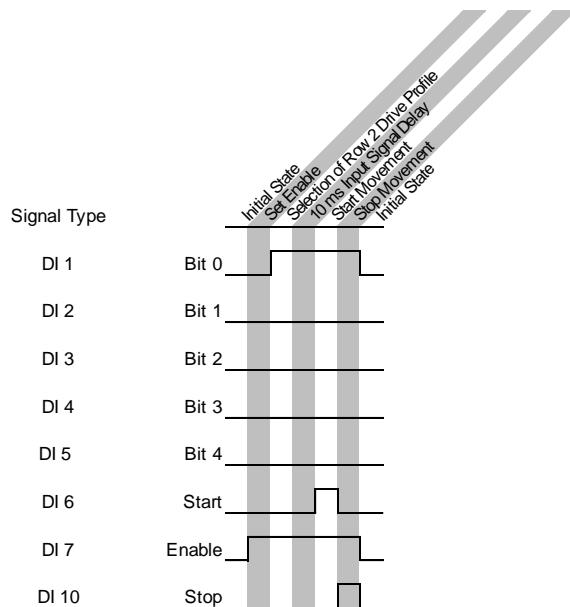 Initial State
Set Enable
Selection of Row 2 Drive Profile
10 ms Input Signal Delay
Start Movement
Stop Movement
Initial State
Signal Type
DI 1 Bit 0
DI 2 Bit 1
DI 3 Bit 2
DI 4 Bit 3
DI 5 Bit 4
DI 6 Start
DI 7 Enable
DI 10 Stop